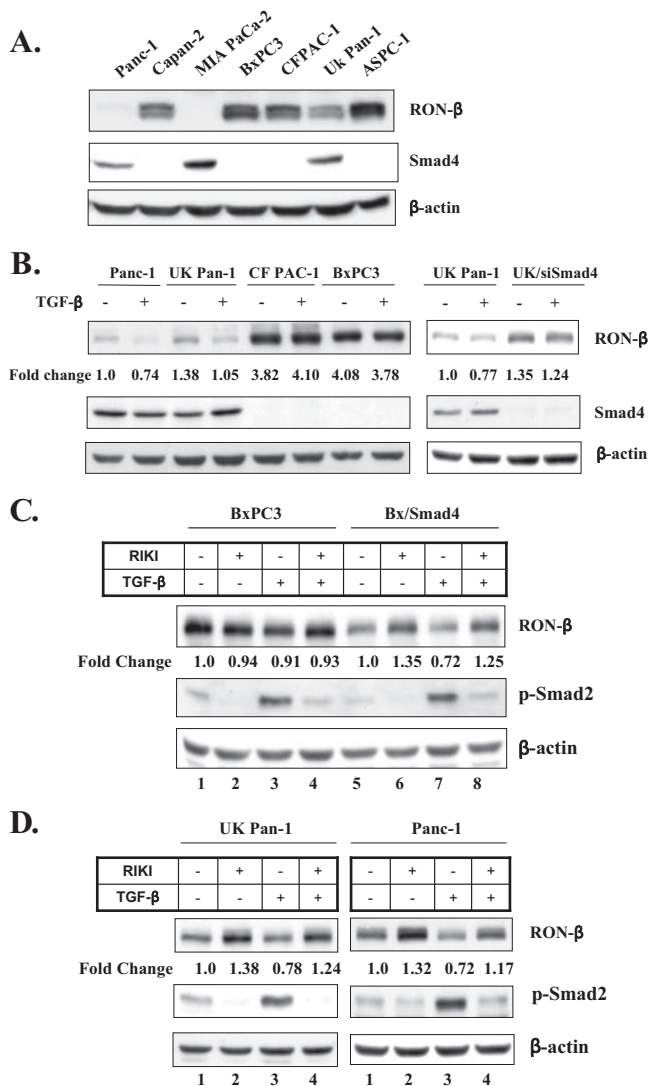 A.
Panc-1 Capan-2 MIA PaCa-2 BxPC3 CFPAC-1 Uk Pan-1 ASPC-1
RON-β
Smad4
β-actin
B.
Panc-1 UK Pan-1 CF PAC-1 BxPC3 UK Pan-1 UK/siSmad4
TGF-β - + - + - + - + - + - +
RON-β
Fold change 1.0 0.74 1.38 1.05 3.82 4.10 4.08 3.78 1.0 0.77 1.35 1.24
Smad4
β-actin
C.
BxPC3 Bx/Smad4
RIKI - + - + - + - +
TGF-β - - + + - - + +
RON-β
Fold Change 1.0 0.94 0.91 0.93 1.0 1.35 0.72 1.25
p-Smad2
β-actin
1 2 3 4 5 6 7 8
D.
UK Pan-1 Panc-1
RIKI - + - + - + - +
TGF-β - - + + - - + +
RON-β
Fold Change 1.0 1.38 0.78 1.24 1.0 1.32 0.72 1.17
p-Smad2
β-actin
1 2 3 4 1 2 3 4